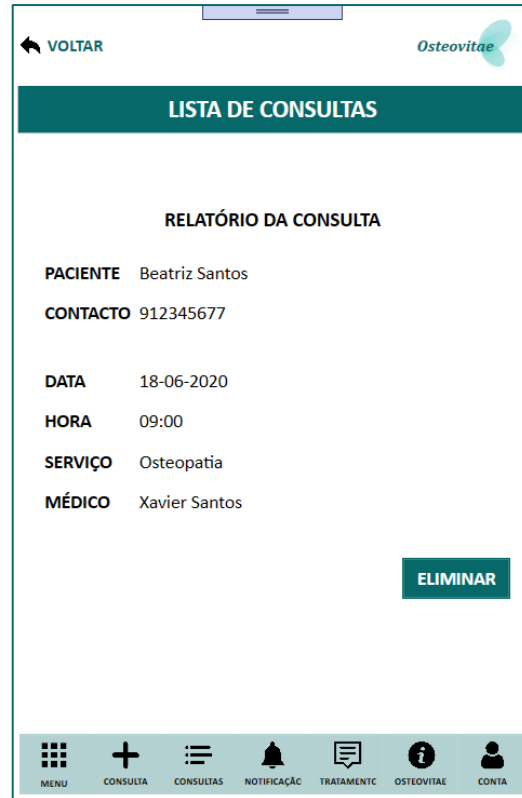 VOLTAR
Osteovitae
LISTA DE CONSULTAS
RELATÓRIO DA CONSULTA
PACIENTE Beatriz Santos
CONTACTO 912345677
DATA 18-06-2020
HORA 09:00
SERVIÇO Osteopatia
MÉDICO Xavier Santos
ELIMINAR
MENU CONSULTA CONSULTAS NOTIFICAÇÃO TRATAMENTC OSTEOVITAE CONTA